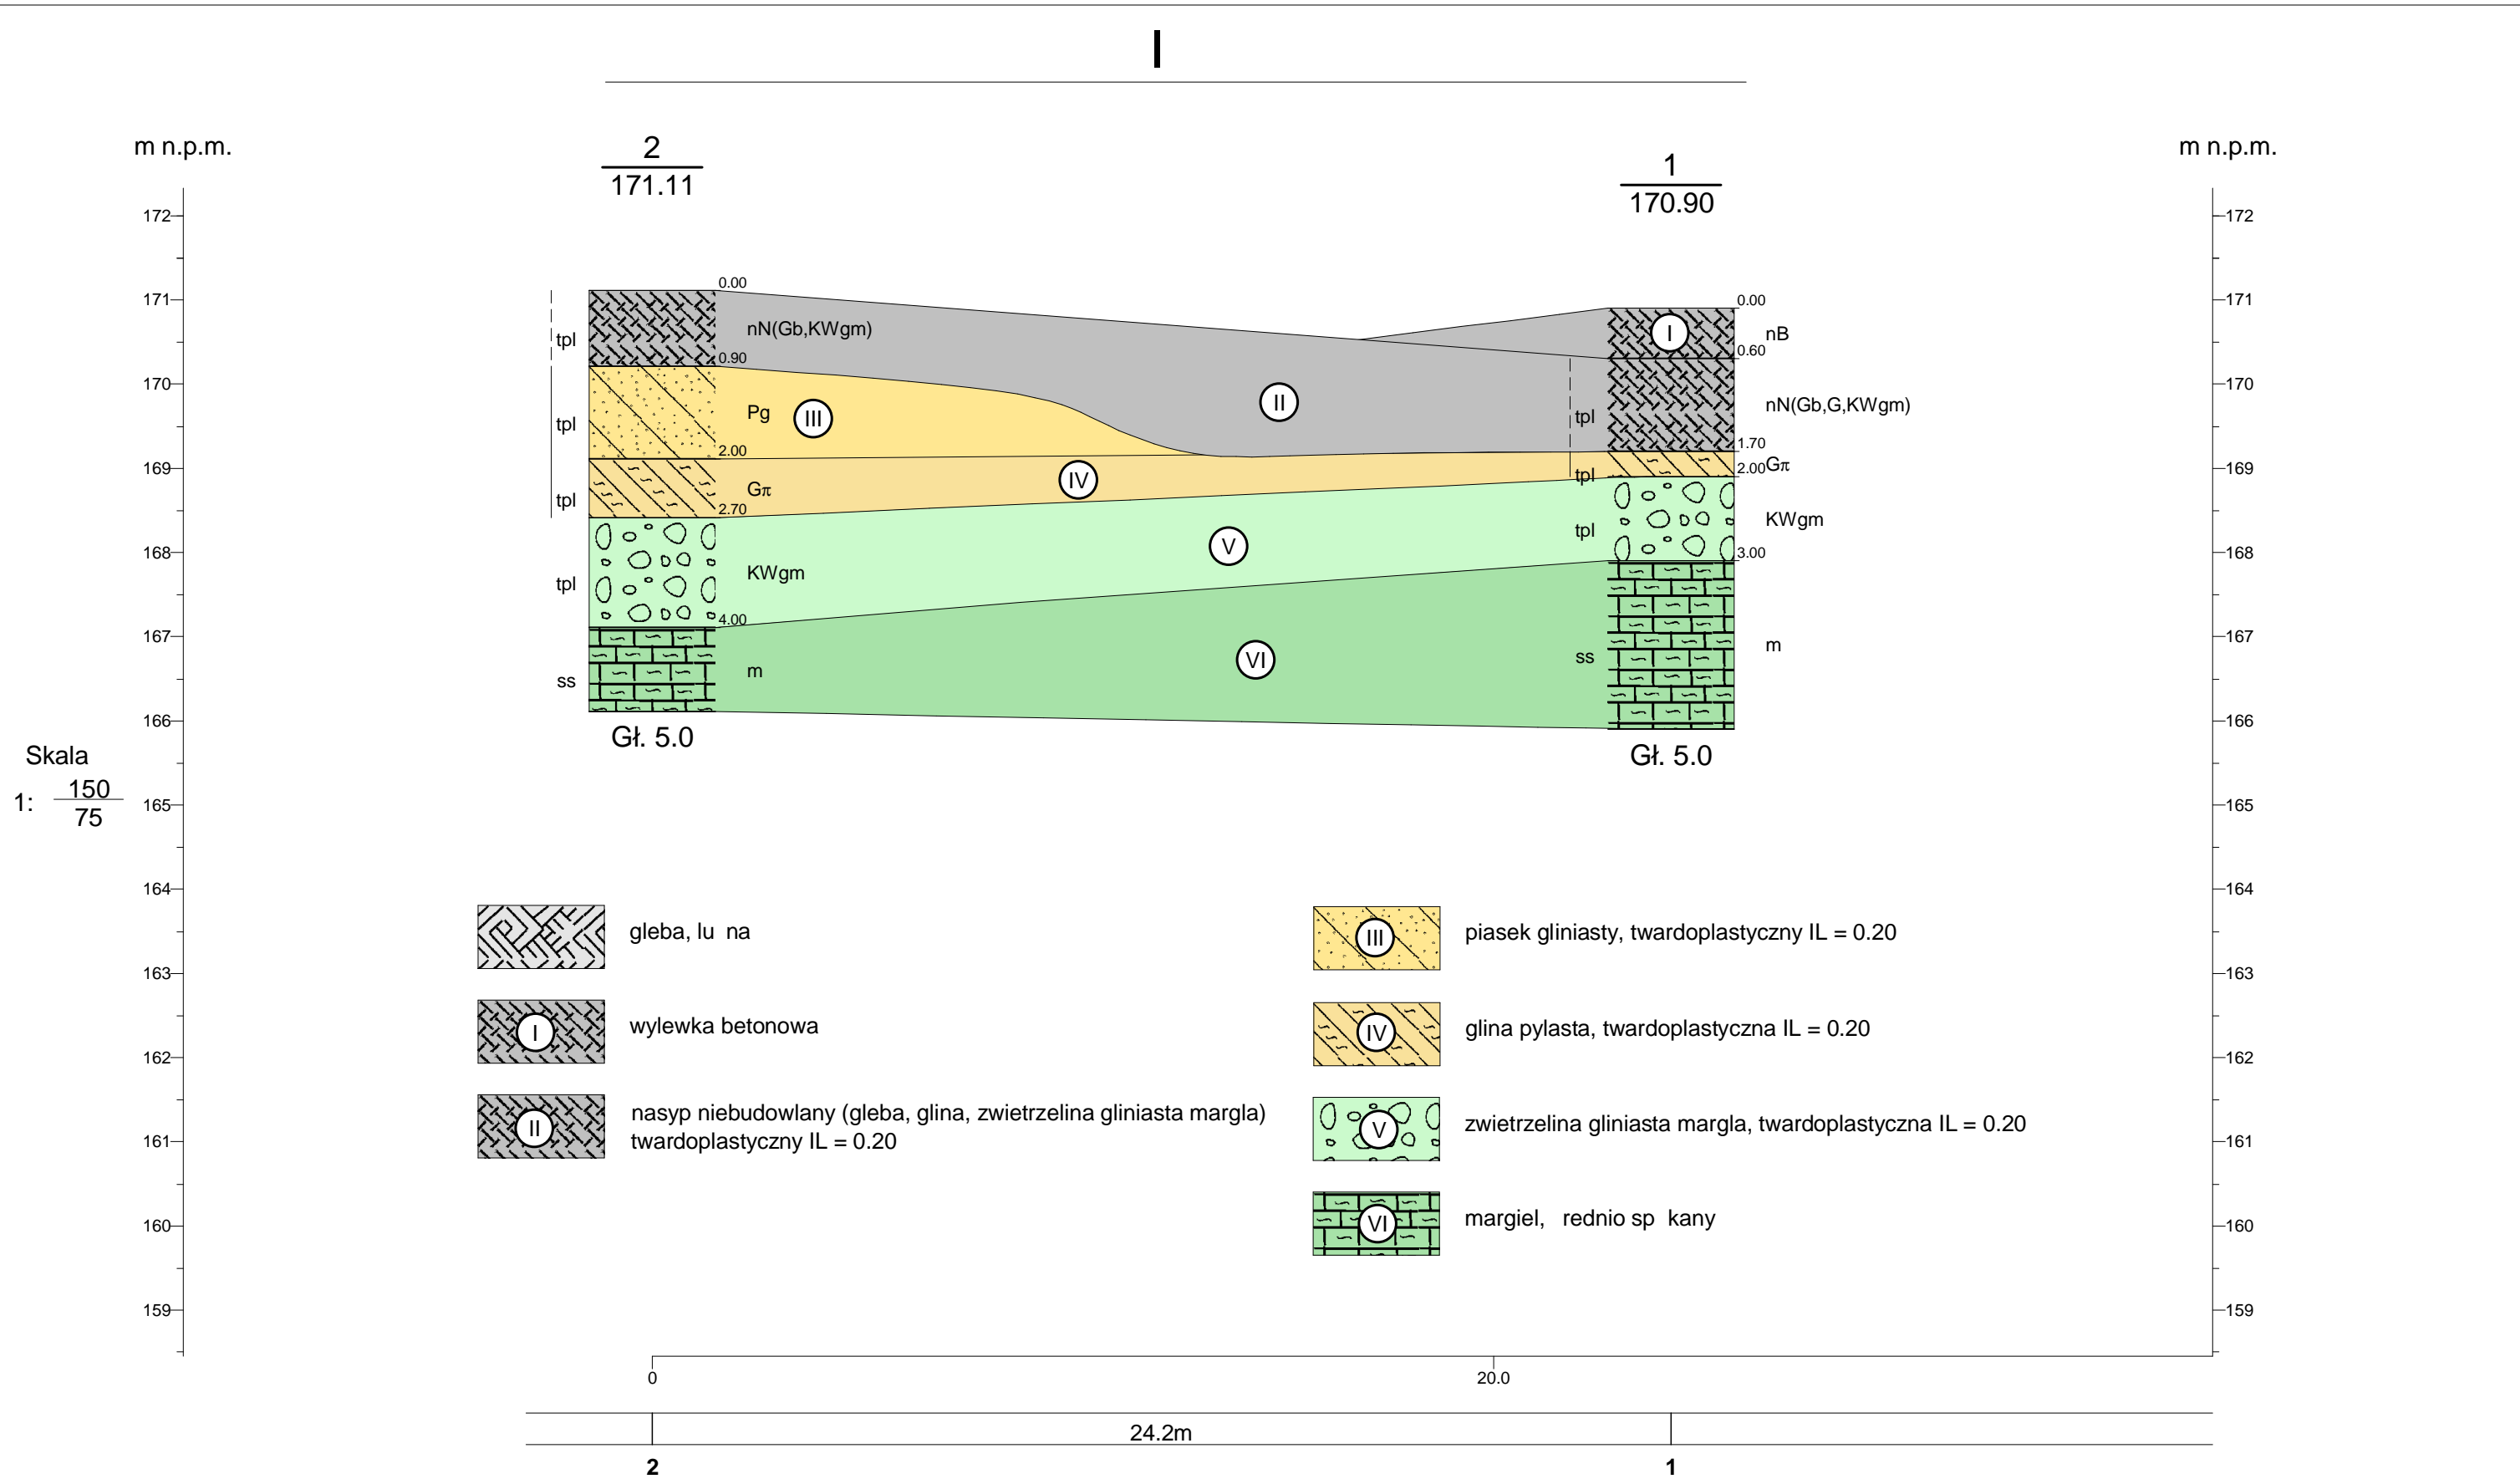 I
m n.p.m.
m n.p.m.
2
171.11
1
170.90
172
171
170
169
168
167
166
165
164
163
162
161
160
159
Skala
1: 150
75
tpl
tpl
tpl
tpl
ss
0.00
nN(Gb,KWgm)
0.90
Pg
III
2.00
Gπ
2.70
KWgm
4.00
m
Gł. 5.0
II
IV
V
VI
tpl
tpl
tpl
ss
I
0.00
nB
0.60
nN(Gb,G,KWgm)
1.70
2.00 Gπ
KWgm
3.00
m
Gł. 5.0
172
171
170
169
168
167
166
165
164
163
162
161
160
159
gleba, lu na
I wylewka betonowa
II nasyp niebudowlany (gleba, glina, zwietrzelina gliniasta margla)
twardoplastyczny IL = 0.20
III piasek gliniasty, twardoplastyczny IL = 0.20
IV glina pylasta, twardoplastyczna IL = 0.20
V zwietrzelina gliniasta margla, twardoplastyczna IL = 0.20
VI margiel, rednio sp kany
0 20.0
24.2m
2 1